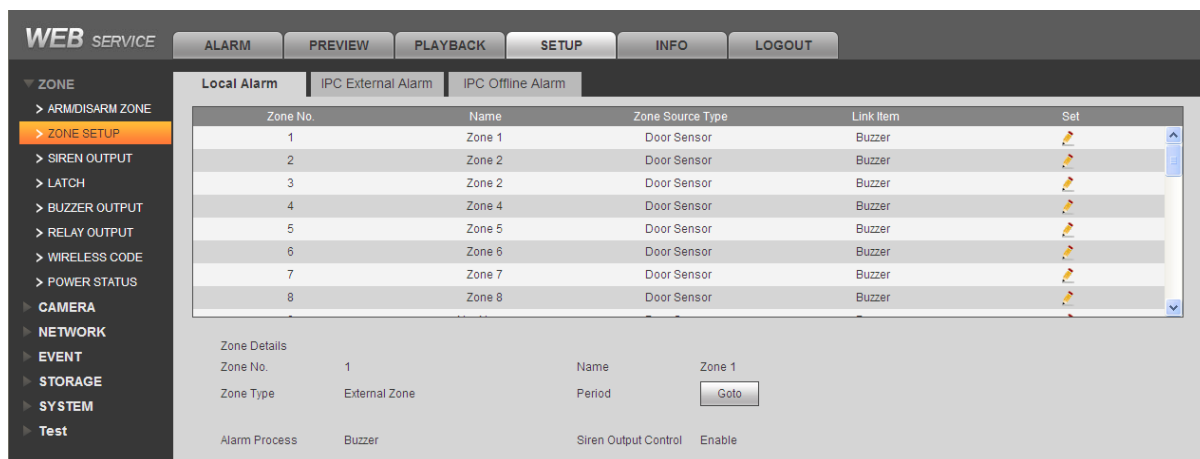 WEB SERVICE
ALARM PREVIEW PLAYBACK SETUP INFO LOGOUT
ZONE
> ARM/DISARM ZONE
> ZONE SETUP
> SIREN OUTPUT
> LATCH
> BUZZER OUTPUT
> RELAY OUTPUT
> WIRELESS CODE
> POWER STATUS
CAMERA
NETWORK
EVENT
STORAGE
SYSTEM
Test
Local Alarm IPC External Alarm IPC Offline Alarm
Zone No. Name Zone Source Type Link Item Set
1 Zone 1 Door Sensor Buzzer
2 Zone 2 Door Sensor Buzzer
3 Zone 2 Door Sensor Buzzer
4 Zone 4 Door Sensor Buzzer
5 Zone 5 Door Sensor Buzzer
6 Zone 6 Door Sensor Buzzer
7 Zone 7 Door Sensor Buzzer
8 Zone 8 Door Sensor Buzzer
Zone Details
Zone No. 1 Name Zone 1
Zone Type External Zone Period Goto
Alarm Process Buzzer Siren Output Control Enable